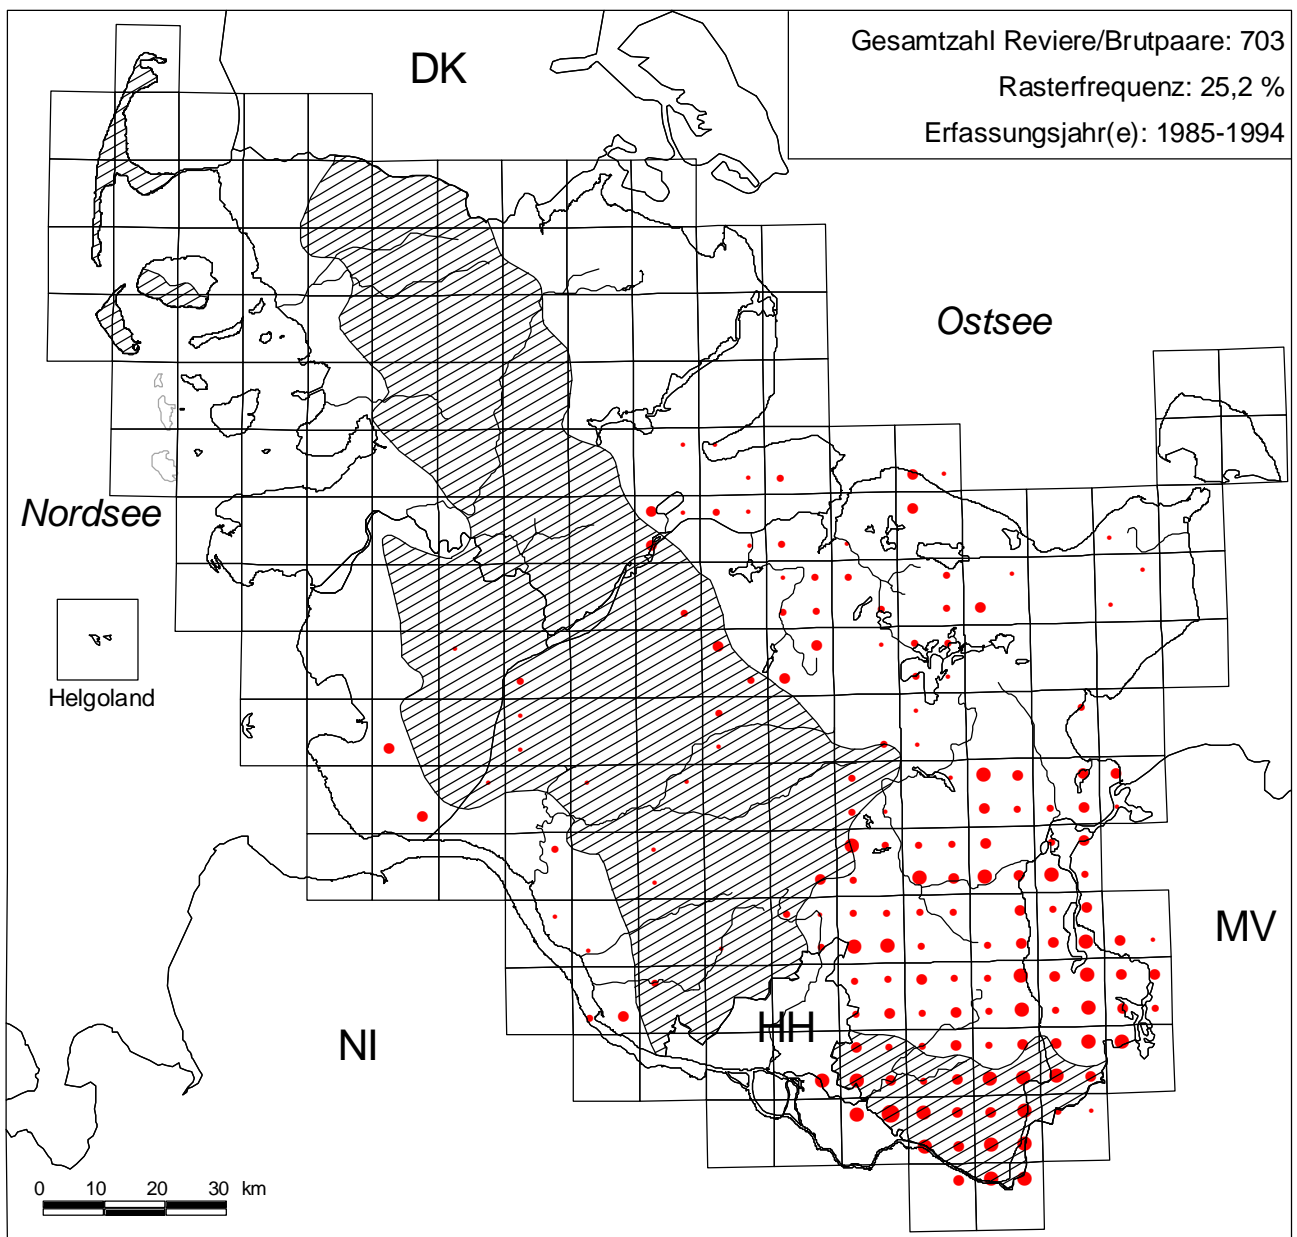 Gesamtzahl Reviere/Brutpaare: 703
Rasterfrequenz: 25,2 %
Erfassungsjahr(e): 1985-1994
DK
Ostsee
Nordsee
Helgoland
MV
NI
HH
0 10 20 30 km